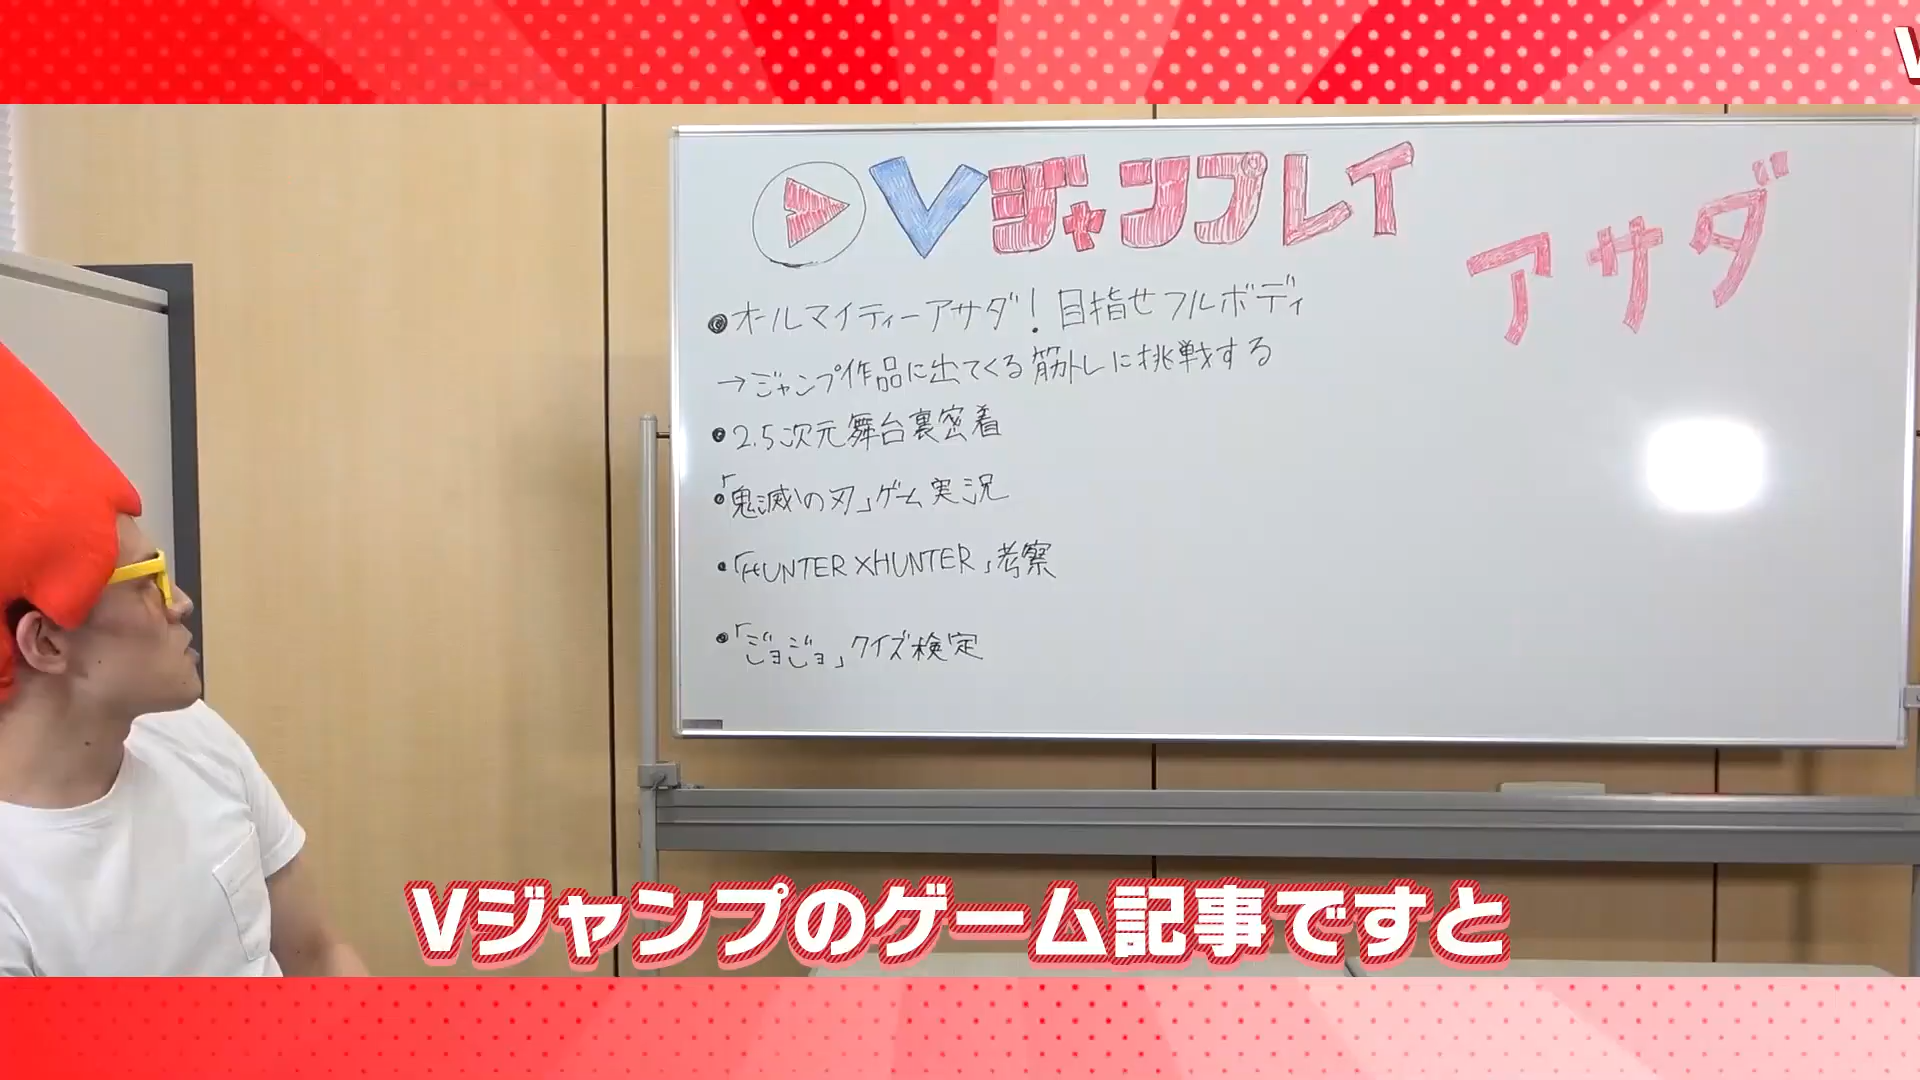 Vジャンプレイ
アサダ
●オールマイティーアサダ!目指せフルボディ
→ジャンプ作品に出てくる筋トレに挑戦する
●2.5次元舞台裏密着
●「鬼滅の刃」ゲーム実況
●「HUNTER×HUNTER」考察
●「ジョジョ」クイズ検定
Vジャンプのゲーム記事ですと